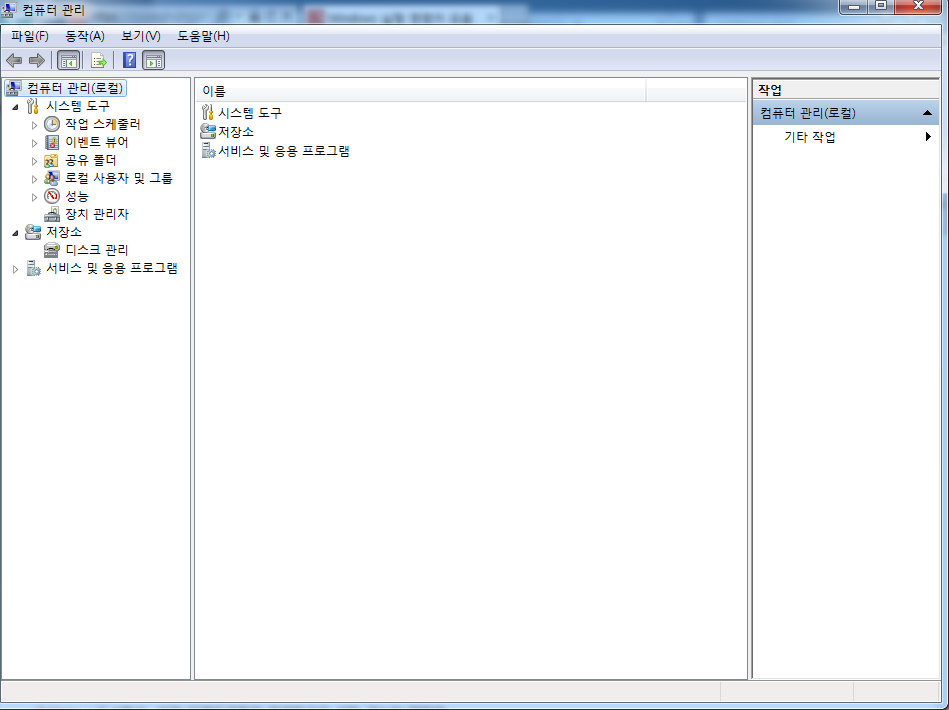 컴퓨터 관리
파일(F) 동작(A) 보기(V) 도움말(H)
컴퓨터 관리(로컬)
시스템 도구
작업 스케줄러
이벤트 뷰어
공유 폴더
로컬 사용자 및 그룹
성능
장치 관리자
저장소
디스크 관리
서비스 및 응용 프로그램
이름
시스템 도구
저장소
서비스 및 응용 프로그램
작업
컴퓨터 관리(로컬)
기타 작업